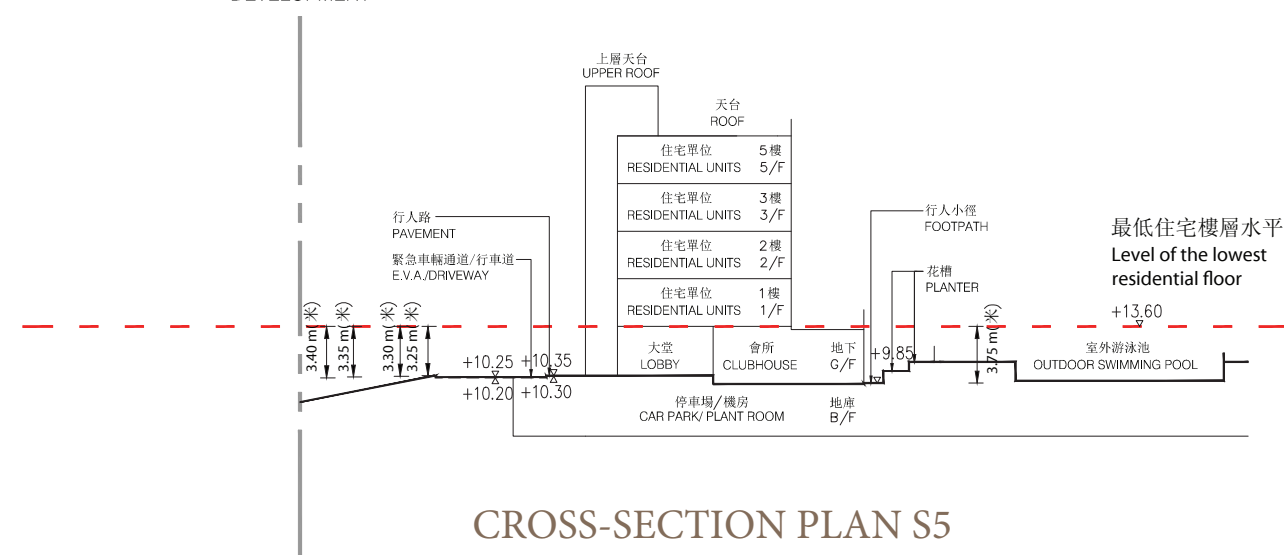 上層天台
UPPER ROOF
天台
ROOF
住宅單位 5樓
RESIDENTIAL UNITS 5/F
住宅單位 3樓
RESIDENTIAL UNITS 3/F
住宅單位 2樓
RESIDENTIAL UNITS 2/F
住宅單位 1樓
RESIDENTIAL UNITS 1/F
行人路
PAVEMENT
緊急車輛通道/行車道
E.V.A./DRIVEWAY
行人小徑
FOOTPATH
花槽
PLANTER
最低住宅樓層水平
Level of the lowest
residential floor
+13.60
3.40 m(米)
3.35 m(米)
3.30 m(米)
3.25 m(米)
3.75 m(米)
+10.25 +10.35
+10.20 +10.30
大堂
LOBBY
會所 地下
CLUBHOUSE G/F
+9.85
室外游泳池
OUTDOOR SWIMMING POOL
停車場/機房 地庫
CAR PARK/ PLANT ROOM B/F
CROSS-SECTION PLAN S5